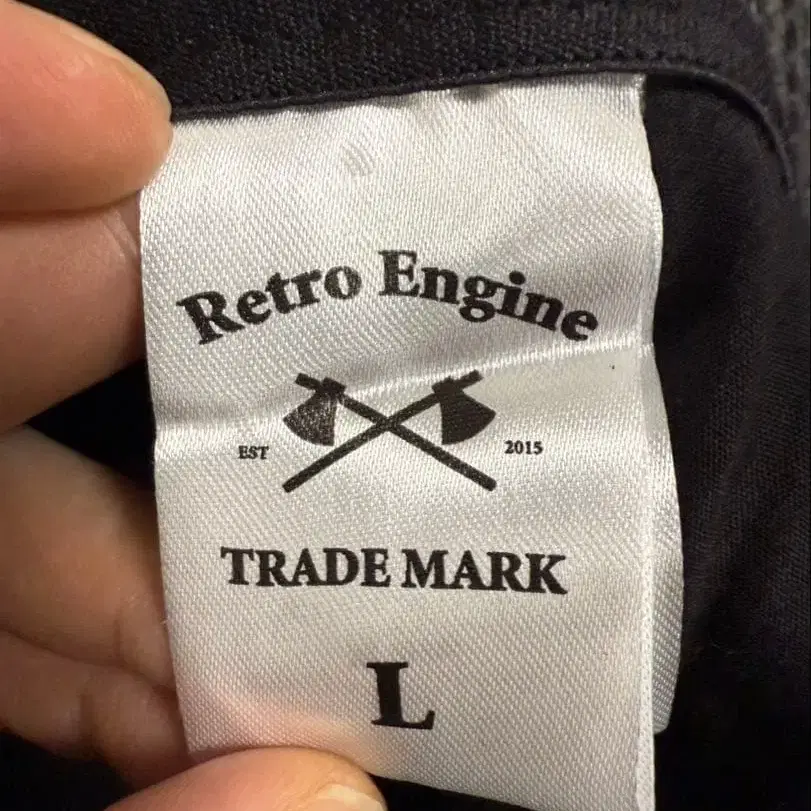 Retro Engine
EST 2015
TRADE MARK
L